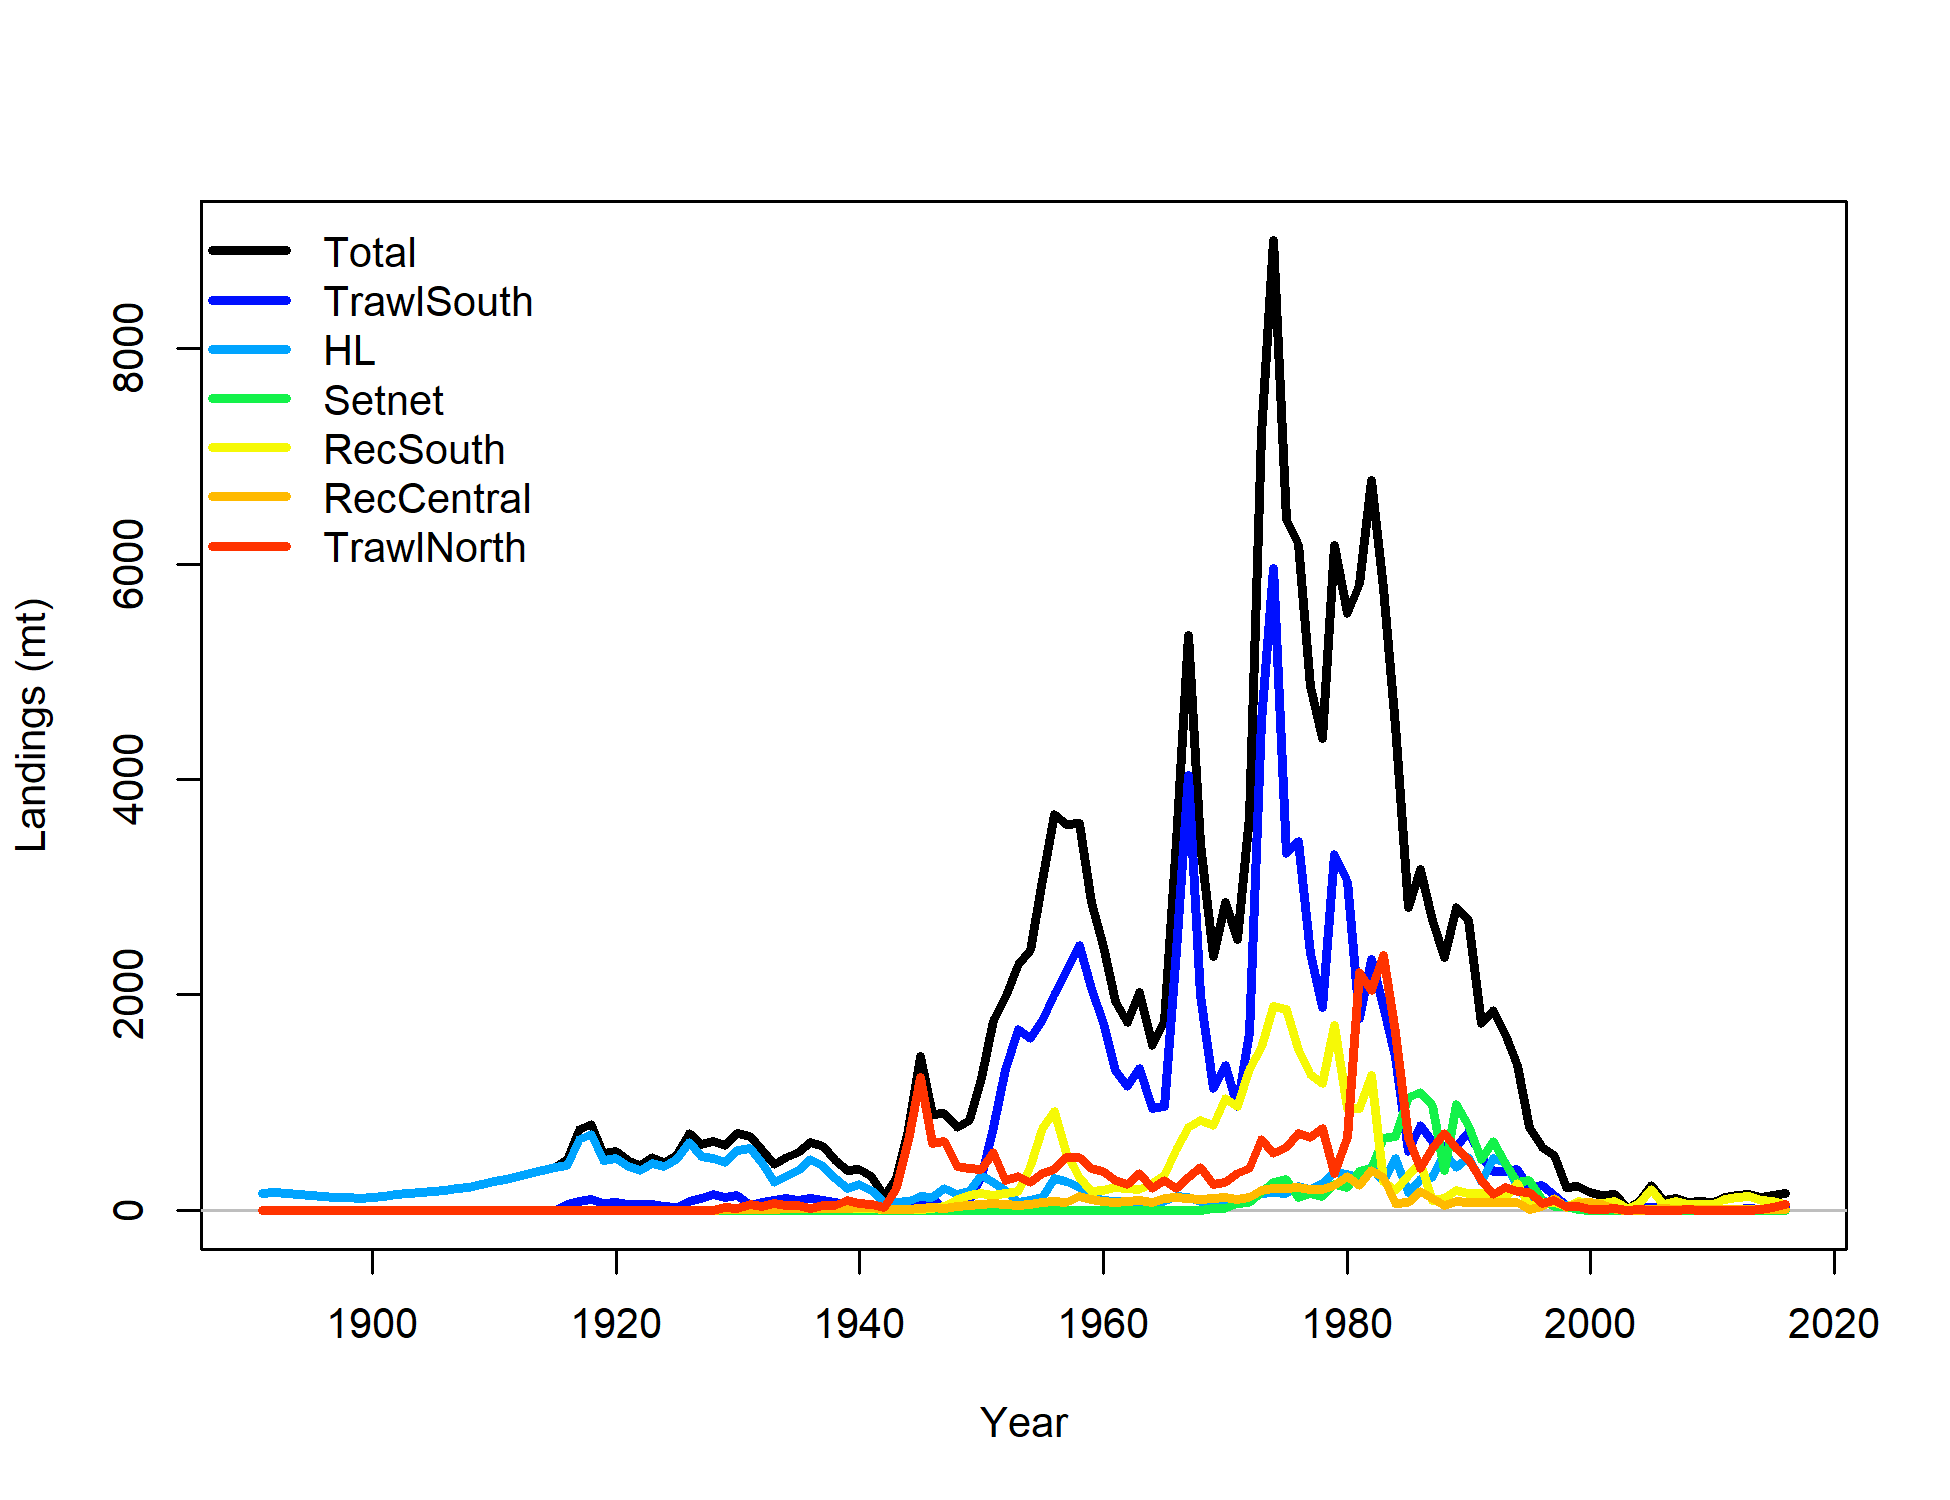 Total
TrawlSouth
HL
Setnet
RecSouth
RecCentral
TrawlNorth
Landings (mt)
8000
6000
4000
2000
0
1900 1920 1940 1960 1980 2000 2020
Year